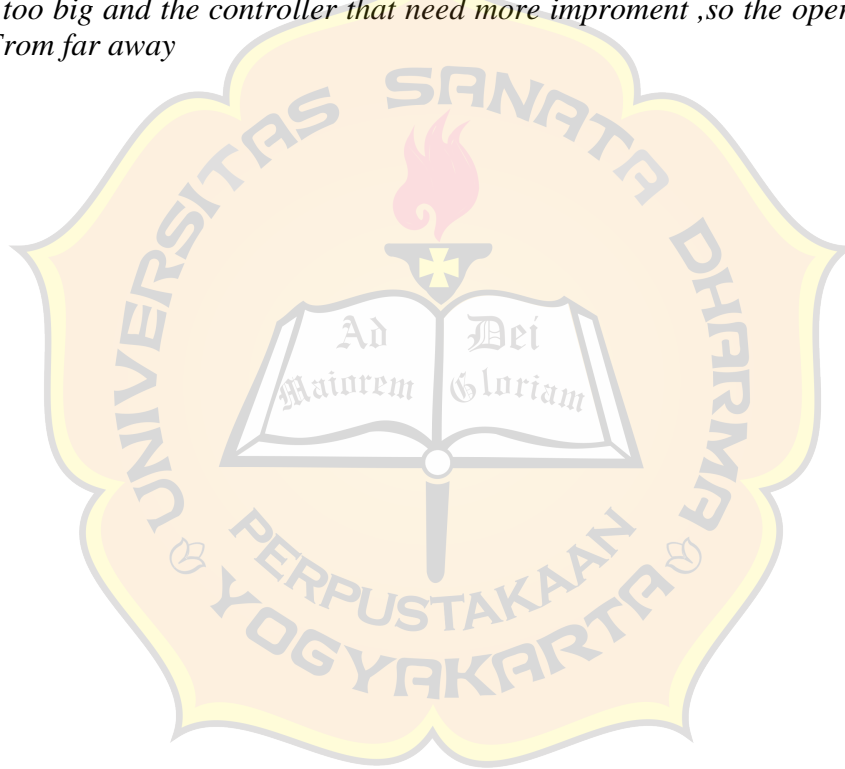 too big and the controller that need more improment ,so the oper
From far away
UNIVERSITAS SANATA DHARMA
Ad Dei
Maiorem Gloriam
PERPUSTAKAAN
YOGYAKARTA